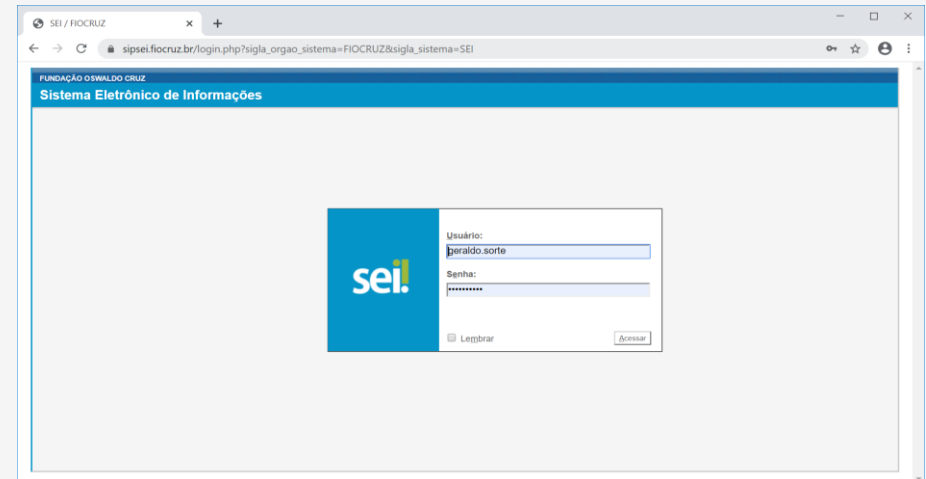 SEI / FIOCRUZ
sipsei.fiocruz.br/login.php?sigla_orgao_sistema=FIOCRUZ&sigla_sistema=SEI
FUNDAÇÃO OSWALDO CRUZ
Sistema Eletrônico de Informações
Usuário:
geraldo.sorte
sei!
Senha:
••••••••••
Lembrar
Acessar